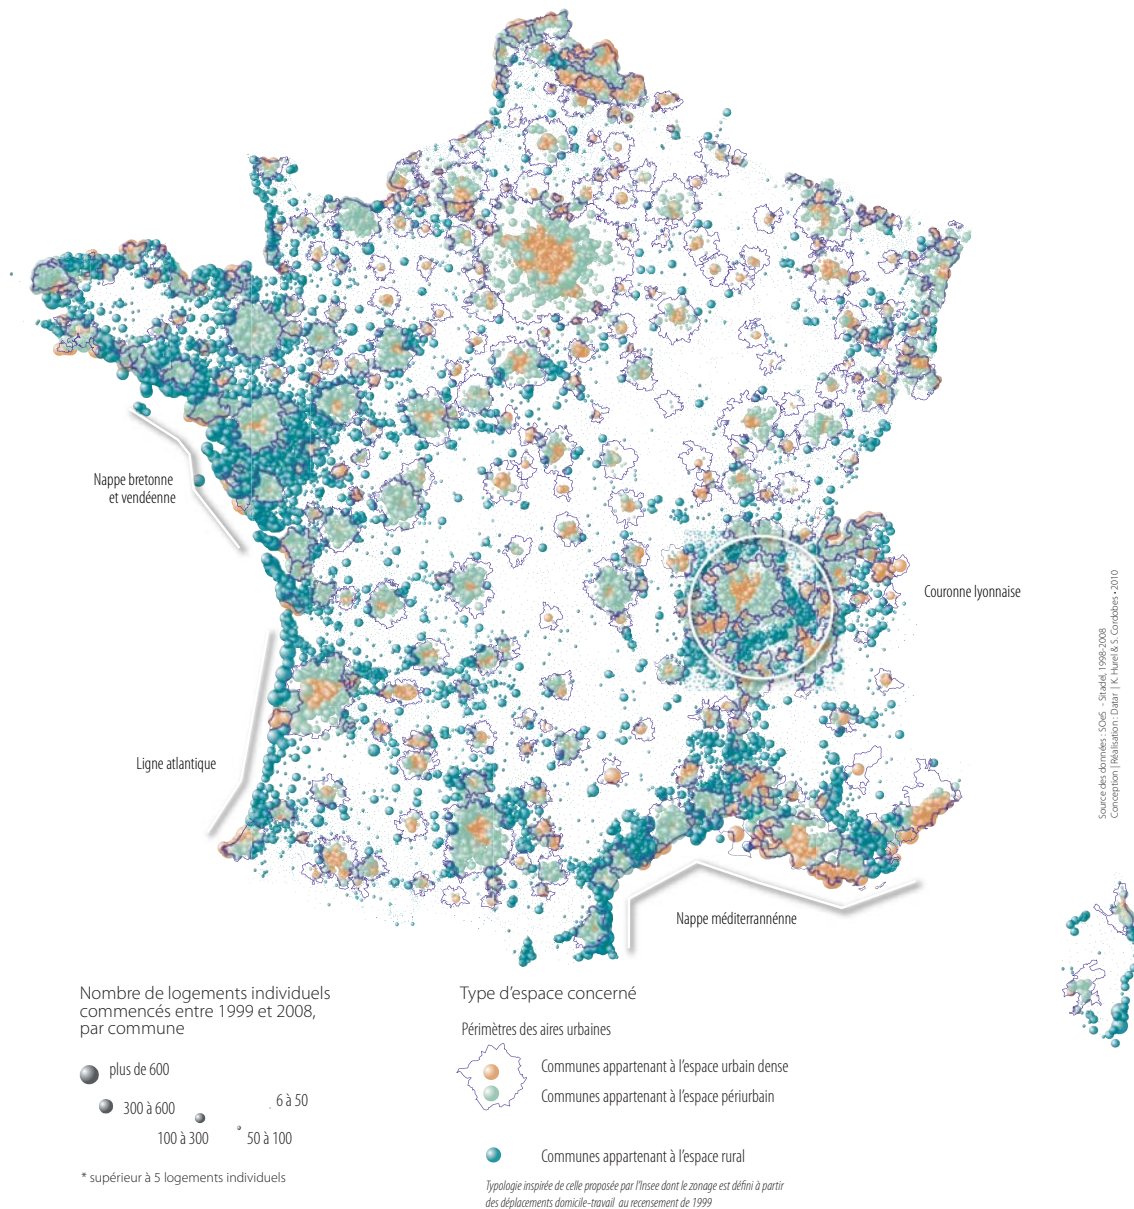 Nappe bretonne
et vendéenne
Couronne lyonnaise
Ligne atlantique
Nappe méditerrannénne
Source des données : SOeS - Sitadel, 1998-2008
Conception | Réalisation : Datar | K. Hurel & S. Cordobes • 2010
Nombre de logements individuels
commencés entre 1999 et 2008,
par commune
plus de 600
300 à 600
6 à 50
100 à 300
50 à 100
* supérieur à 5 logements individuels
Type d'espace concerné
Périmètres des aires urbaines
Communes appartenant à l'espace urbain dense
Communes appartenant à l'espace périurbain
Communes appartenant à l'espace rural
Typologie inspirée de celle proposée par l'Insee dont le zonage est défini à partir
des déplacements domicile-travail au recensement de 1999